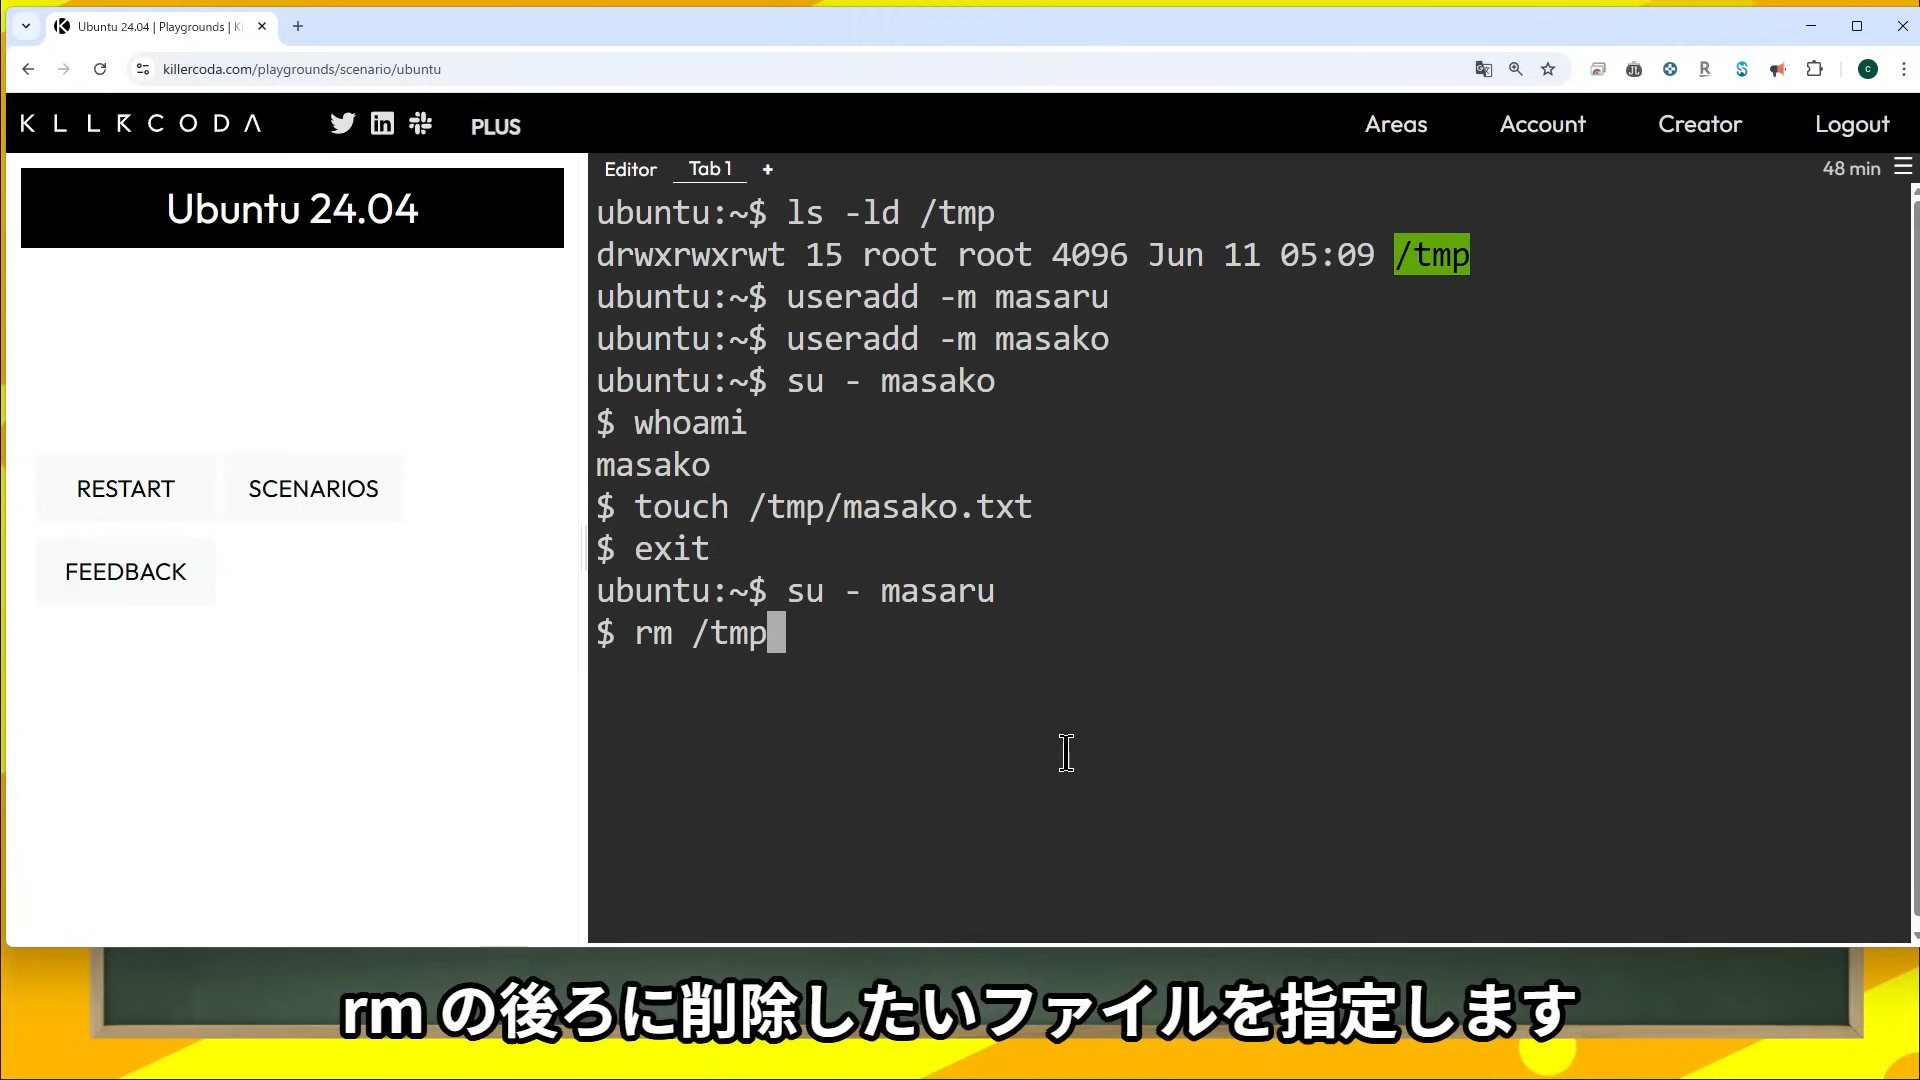 Ubuntu 24.04 | Playgrounds | K
killercoda.com/playgrounds/scenario/ubuntu
C
KLLRCODA
in
PLUS
Areas
Account
Creator
Logout
Ubuntu 24.04
RESTART
SCENARIOS
FEEDBACK
Editor
Tab 1
+
48 min
ubuntu:~$ ls -ld /tmp
drwxrwxrwt 15 root root 4096 Jun 11 05:09 /tmp
ubuntu:~$ useradd -m masaru
ubuntu:~$ useradd -m masako
ubuntu:~$ su - masako
$ whoami
masako
$ touch /tmp/masako.txt
$ exit
ubuntu:~$ su - masaru
$ rm /tmp
rm の後ろに削除したいファイルを指定します